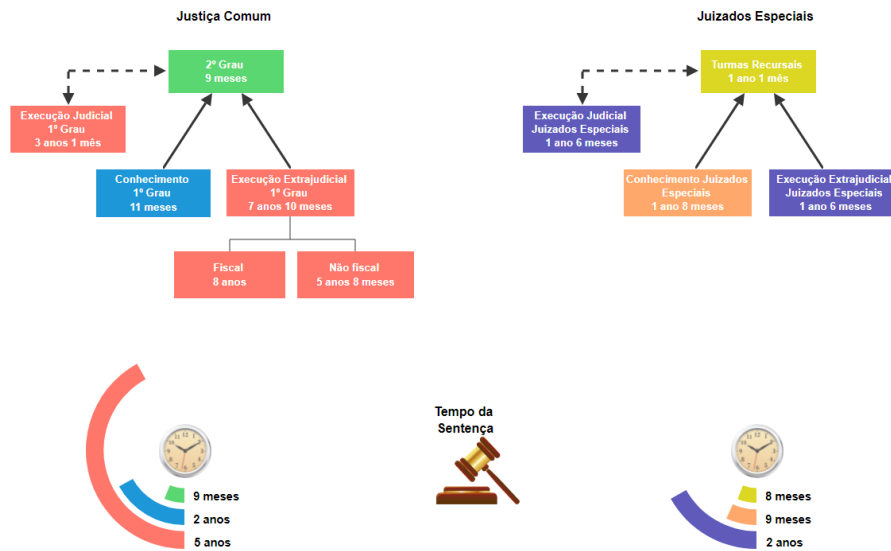 Justiça Comum
2º Grau
9 meses
Execução Judicial
1º Grau
3 anos 1 mês
Conhecimento
1º Grau
11 meses
Execução Extrajudicial
1º Grau
7 anos 10 meses
Fiscal
8 anos
Não fiscal
5 anos 8 meses
Juizados Especiais
Turmas Recursais
1 ano 1 mês
Execução Judicial
Juizados Especiais
1 ano 6 meses
Conhecimento Juizados
Especiais
1 ano 8 meses
Execução Extrajudicial
Juizados Especiais
1 ano 6 meses
9 meses
2 anos
5 anos
Tempo da
Sentença
8 meses
9 meses
2 anos